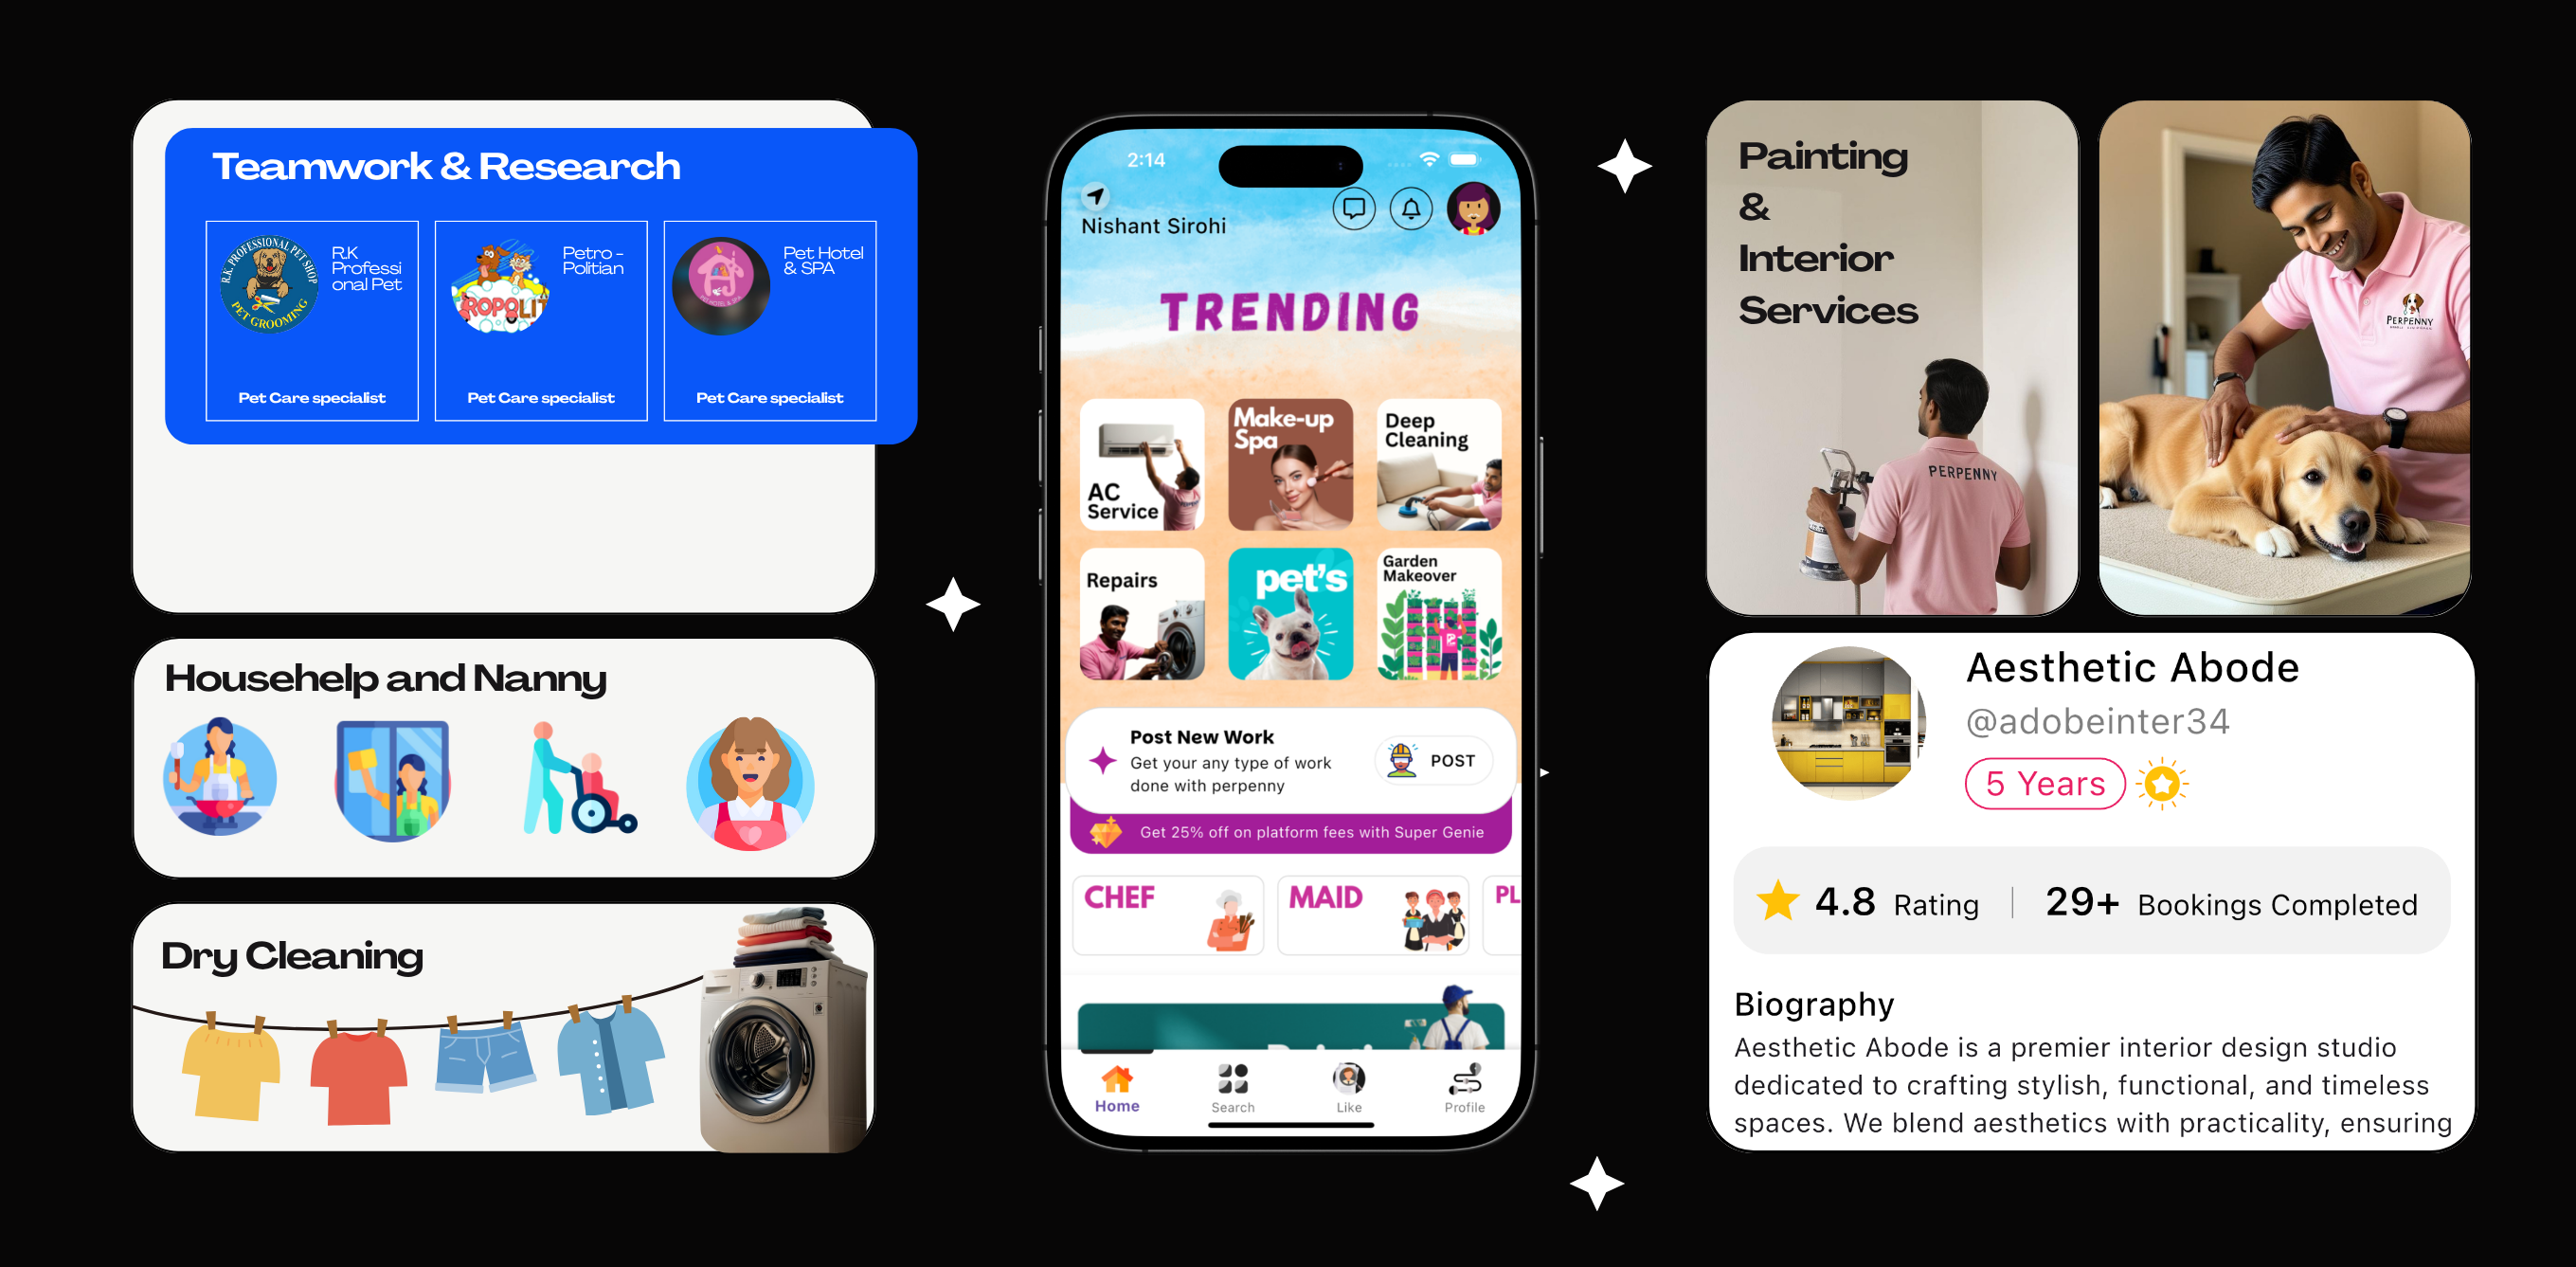 Teamwork & Research
R.K. PROFESSIONAL PET SHOP
PET GROOMING
R.K
Professi
onal Pet
Pet Care specialist
ROPOLIT
Petro -
Politian
Pet Care specialist
Pet Hotel
& SPA
Pet Care specialist
Househelp and Nanny
Dry Cleaning
2:14
Nishant Sirohi
TRENDING
AC
Service
Make-up
Spa
Deep
Cleaning
Repairs
pet's
Garden
Makeover
Post New Work
Get your any type of work
done with perpenny
POST
Get 25% off on platform fees with Super Genie
CHEF
MAID
PL
Home
Search
Like
Profile
Painting
&
Interior
Services
PERPENNY
PERPENNY
Aesthetic Abode
@adobeinter34
5 Years
4.8 Rating
29+ Bookings Completed
Biography
Aesthetic Abode is a premier interior design studio
dedicated to crafting stylish, functional, and timeless
spaces. We blend aesthetics with practicality, ensuring